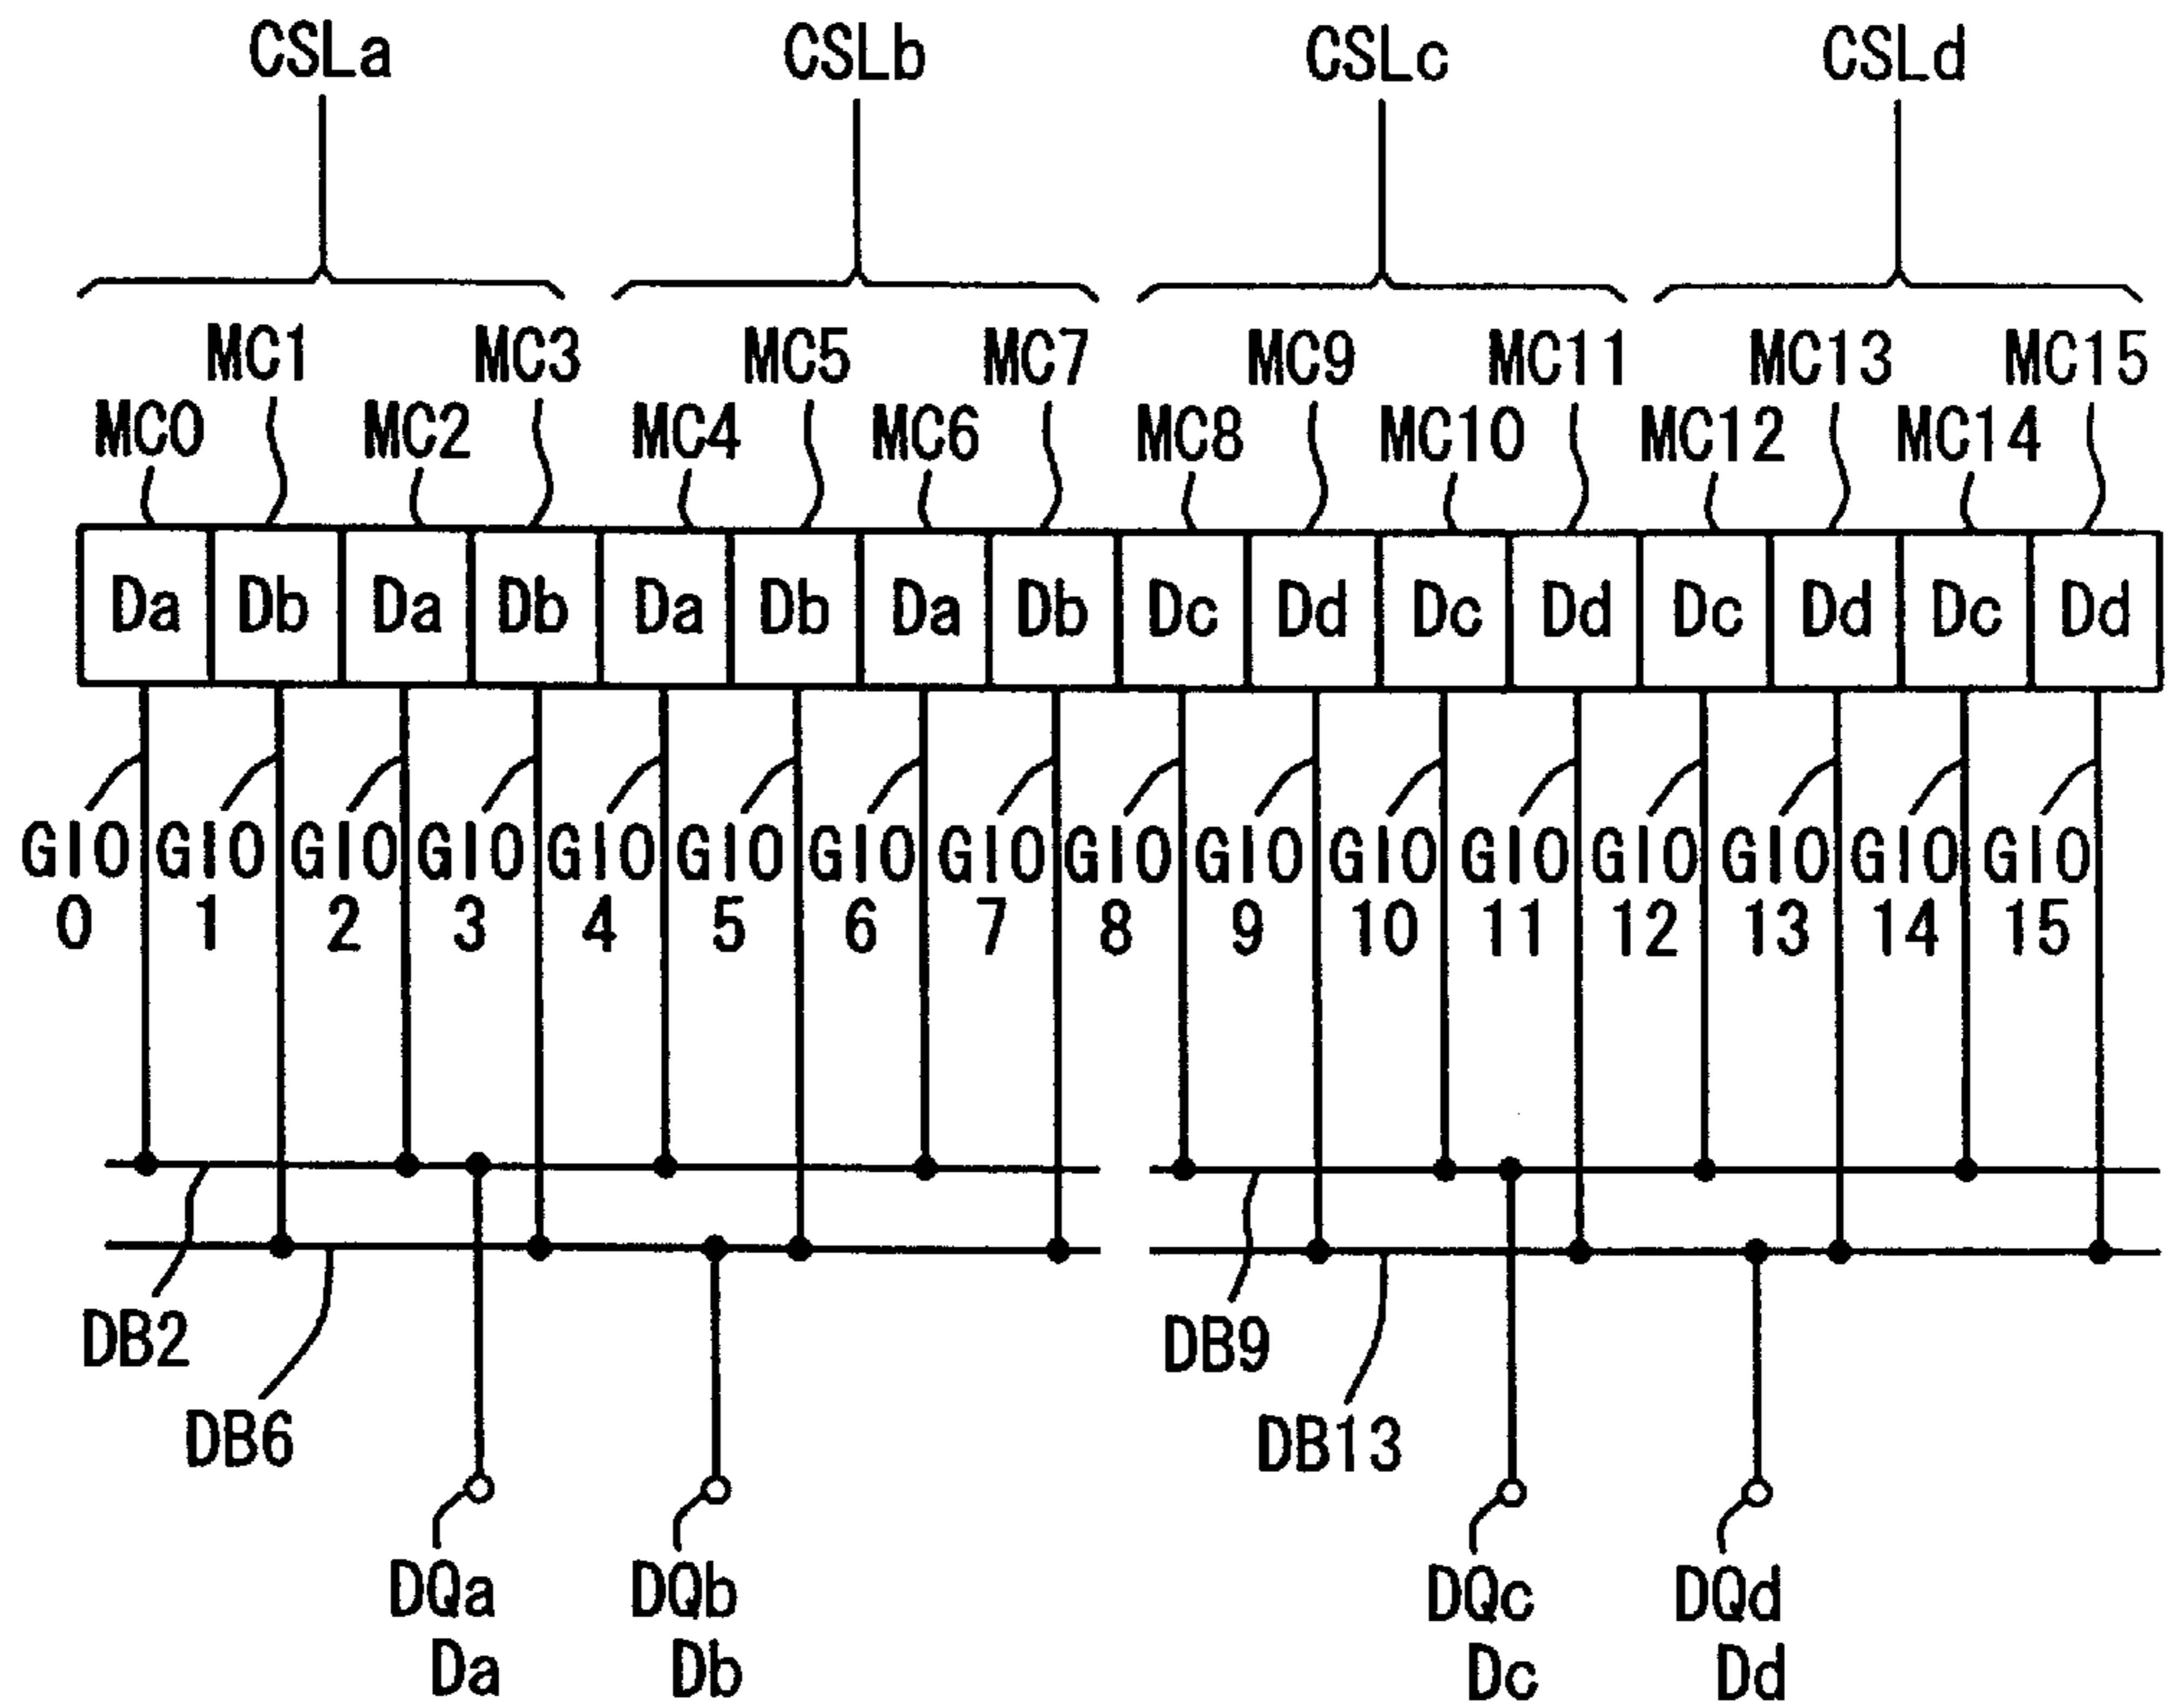 CSLa CSLb CSLc CSLd
MC1 MC3 MC5 MC7 MC9 MC11 MC13 MC15
MC0 MC2 MC4 MC6 MC8 MC10 MC12 MC14
Da Db Da Db Da Db Da Db Dc Dd Dc Dd Dc Dd Dc Dd
GIO GIO GIO GIO GIO GIO GIO GIO GIO GIO GIO GIO GIO GIO GIO GIO
0 1 2 3 4 5 6 7 8 9 10 11 12 13 14 15
DB2 DB9
DB6 DB13
DQa DQb DQc DQd
Da Db Dc Dd